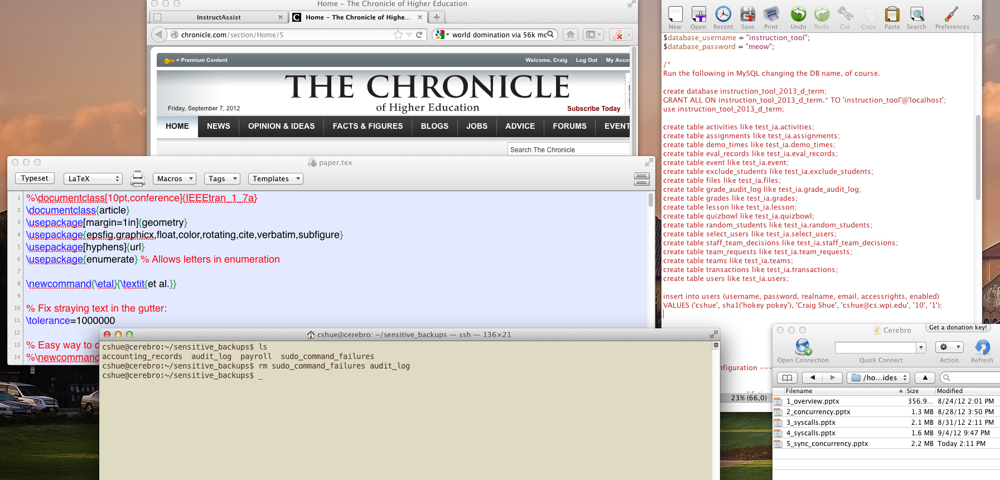 Home – The Chronicle of Higher Education
InstructAssist
Home – The Chronicle of Highe...
chronicle.com/section/Home/5
world domination via 56k mc
= Premium Content
Welcome, Craig
Log Out
My Accou
THE CHRONICLE
of Higher Education
Friday, September 7, 2012
Subscribe Today
HOME
NEWS
OPINION & IDEAS
FACTS & FIGURES
BLOGS
JOBS
ADVICE
FORUMS
EVENT
Search The Chronicle
New
Open
Recent
Save
Print
Undo
Redo
Cut
Copy
Paste
Search
Preferences
$database_username = "instruction_tool";
$database_password = "meow";
/*
Run the following in MySQL changing the DB name, of course.
create database instruction_tool_2013_d_term;
GRANT ALL ON instruction_tool_2013_d_term.* TO 'instruction_tool'@'localhost';
use instruction_tool_2013_d_term;
create table activities like test_ia.activities;
create table assignments like test_ia.assignments;
create table demo_times like test_ia.demo_times;
create table eval_records like test_ia.eval_records;
create table event like test_ia.event;
create table exclude_students like test_ia.exclude_students;
create table files like test_ia.files;
create table grade_audit_log like test_ia.grade_audit_log;
create table grades like test_ia.grades;
create table lesson like test_ia.lesson;
create table quizbowl like test_ia.quizbowl;
create table random_students like test_ia.random_students;
create table select_users like test_ia.select_users;
create table staff_team_decisions like test_ia.staff_team_decisions;
create table team_requests like test_ia.team_requests;
create table teams like test_ia.teams;
create table transactions like test_ia.transactions;
create table users like test_ia.users;
insert into users (username, password, realname, email, accessrights, enabled)
VALUES ('cshue', sha1('hokey pokey'), 'Craig Shue', 'cshue@cs.wpi.edu', '10', '1');
nfiguration ---
23% (66,0)
paper.tex
Typeset
LaTeX
Macros
Tags
Templates
1 %\documentclass[10pt,conference]{IEEEtran_1_7a}
2 \documentclass{article}
3 \usepackage[margin=1in]{geometry}
4 \usepackage{epsfig,graphicx,float,color,rotating,cite,verbatim,subfigure}
5 \usepackage[hyphens]{url}
6 \usepackage{enumerate} % Allows letters in enumeration
7
8 \newcommand{\etal}{\textit{et al.}}
9
10 % Fix straying text in the gutter:
11 \tolerance=1000000
12
13 % Easy way to d
14 %\newcommand
cshue@cerebro: ~/sensitive_backups — ssh — 136×21
cshue@cerebro:~/sensitive_backups$ ls
accounting_records audit_log payroll sudo_command_failures
cshue@cerebro:~/sensitive_backups$ rm sudo_command_failures audit_log
cshue@cerebro:~/sensitive_backups$ _
Cerebro
Get a donation key!
Open Connection
Quick Connect
Action
Refresh
/ho...ides
Filename Size Modified
1_overview.pptx 356.9... 8/24/12 2:01 PM
2_concurrency.pptx 1.3 MB 8/28/12 3:50 PM
3_syscalls.pptx 2.1 MB 8/31/12 2:11 PM
4_syscalls.pptx 1.6 MB 9/4/12 9:47 PM
5_sync_concurrency.pptx 2.2 MB Today 2:11 PM